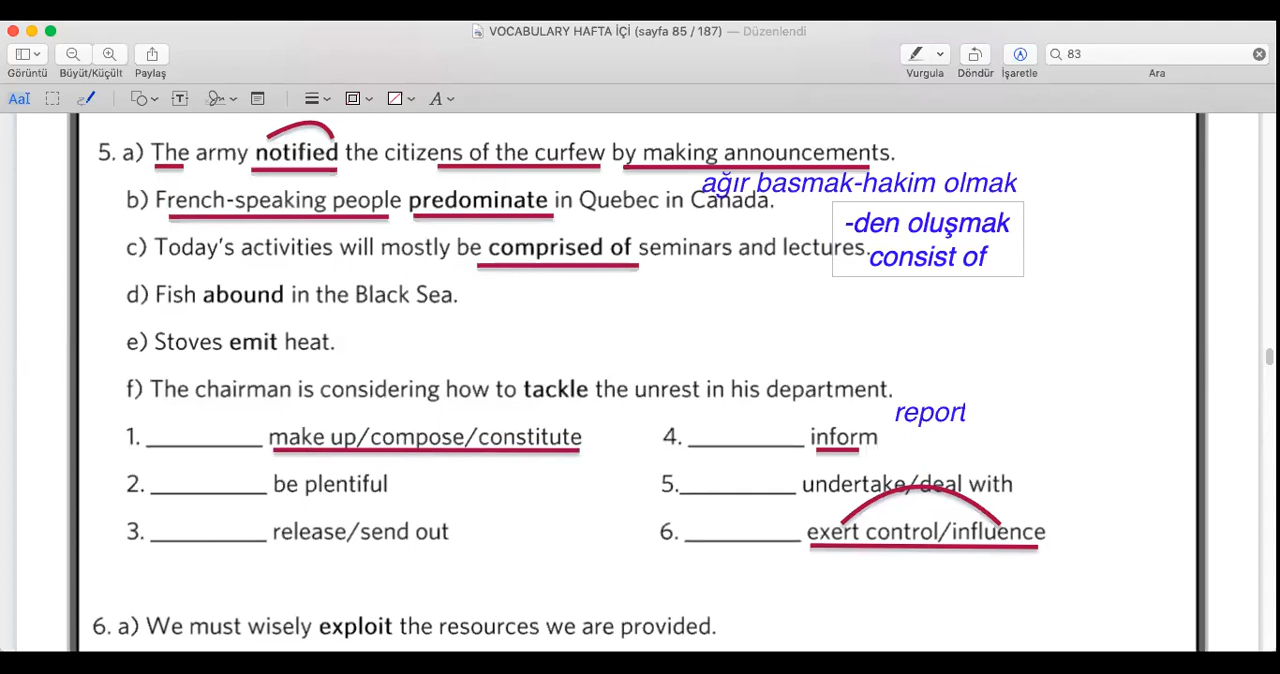 VOCABULARY HAFTA İÇİ (sayfa 85 / 187) — Düzenlendi
83
Görüntü Büyüt/Küçült Paylaş Vurgula Döndür İşaretle Ara
AaI T A
5. a) The army notified the citizens of the curfew by making announcements.
ağır basmak-hakim olmak
b) French-speaking people predominate in Quebec in Canada.
-den oluşmak
c) Today's activities will mostly be comprised of seminars and lectures.
consist of
d) Fish abound in the Black Sea.
e) Stoves emit heat.
f) The chairman is considering how to tackle the unrest in his department.
report
1. __________ make up/compose/constitute 4. __________ inform
2. __________ be plentiful 5.__________ undertake/deal with
3. __________ release/send out 6. __________ exert control/influence
6. a) We must wisely exploit the resources we are provided.